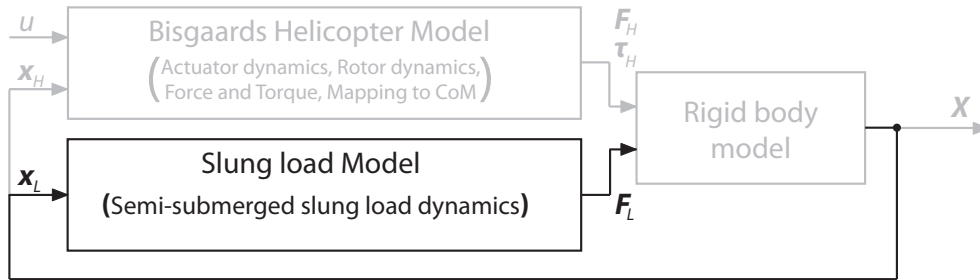 u
x_H
Bisgaards Helicopter Model
(Actuator dynamics, Rotor dynamics,
Force and Torque, Mapping to CoM)
F_H
τ_H
Rigid body
model
X
x_L
Slung load Model
(Semi-submerged slung load dynamics)
F_L